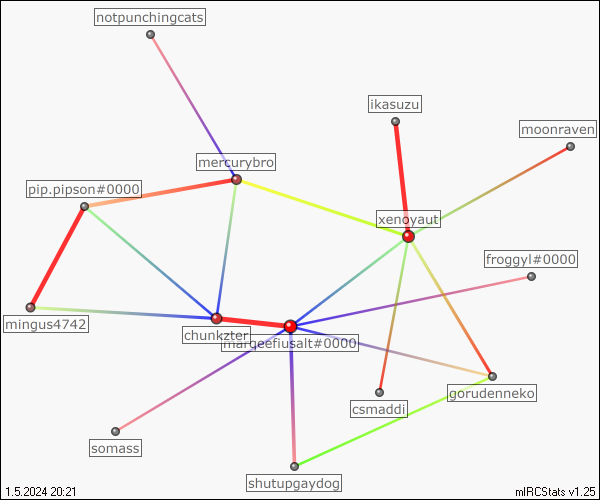 notpunchingcats
ikasuzu
moonraven
mercurybro
pip.pipson#0000
xenoyaut
froggyl#0000
mingus4742
chunkzter
margeefiusalt#0000
gorudenneko
csmaddi
somass
shutupgaydog
1.5.2024 20:21
mIRCStats v1.25